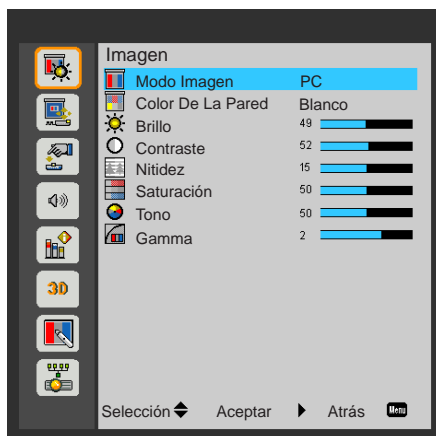 Imagen
Modo Imagen PC
Color De La Pared Blanco
Brillo 49
Contraste 52
Nitidez 15
Saturación 50
Tono 50
Gamma 2
3D
Selección Aceptar Atrás Menu